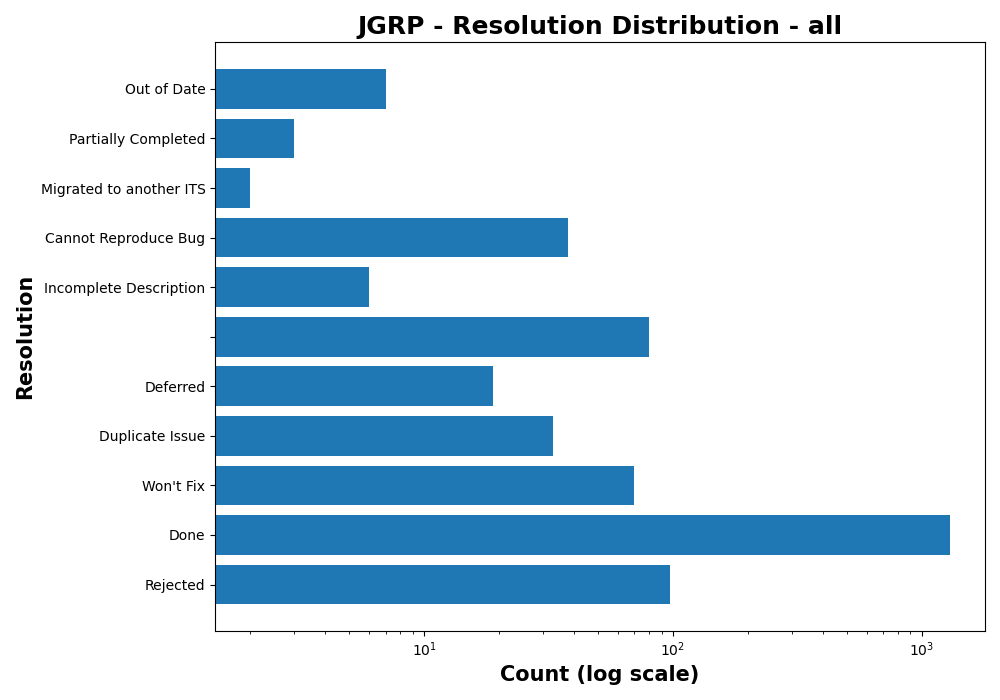 JGRP - Resolution Distribution - all
Out of Date
Partially Completed
Migrated to another ITS
Cannot Reproduce Bug
Incomplete Description
Deferred
Duplicate Issue
Won't Fix
Done
Rejected
Resolution
10¹
10²
10³
Count (log scale)